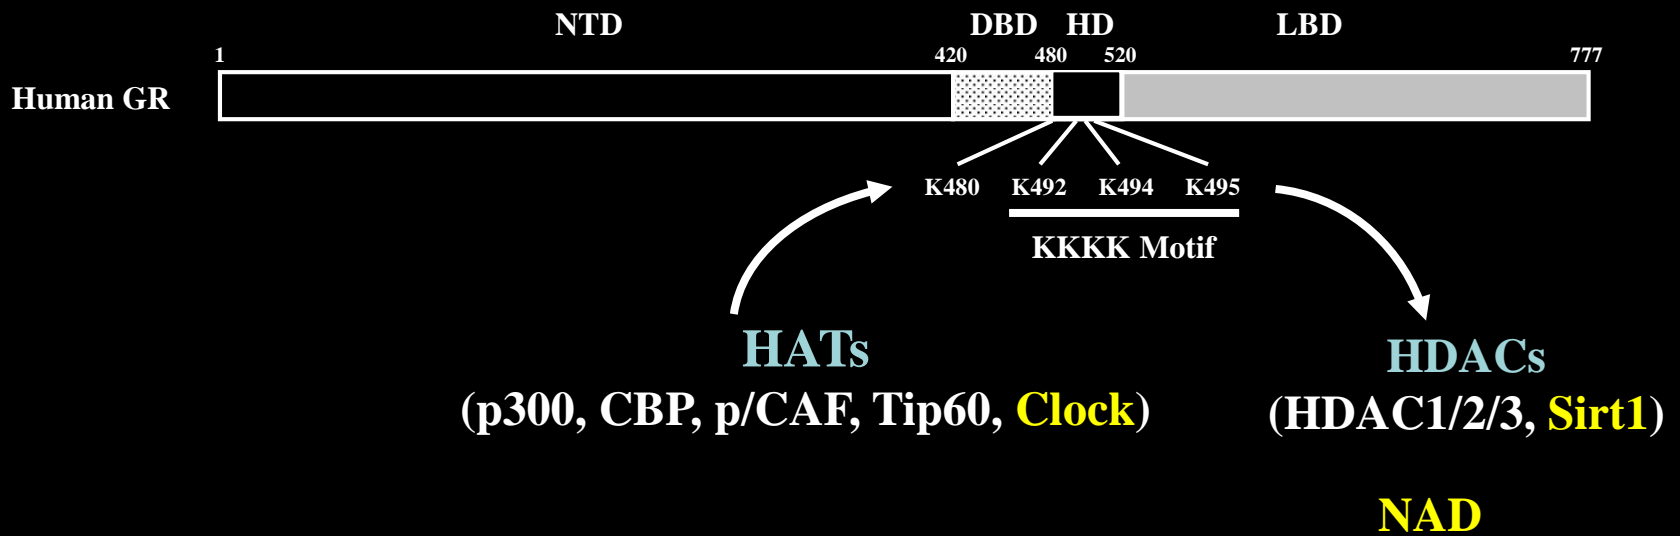 NTD DBD HD LBD
1 420 480 520 777
Human GR
K480 K492 K494 K495
KKKK Motif
HATs
(p300, CBP, p/CAF, Tip60, Clock)
HDACs
(HDAC1/2/3, Sirt1)
NAD